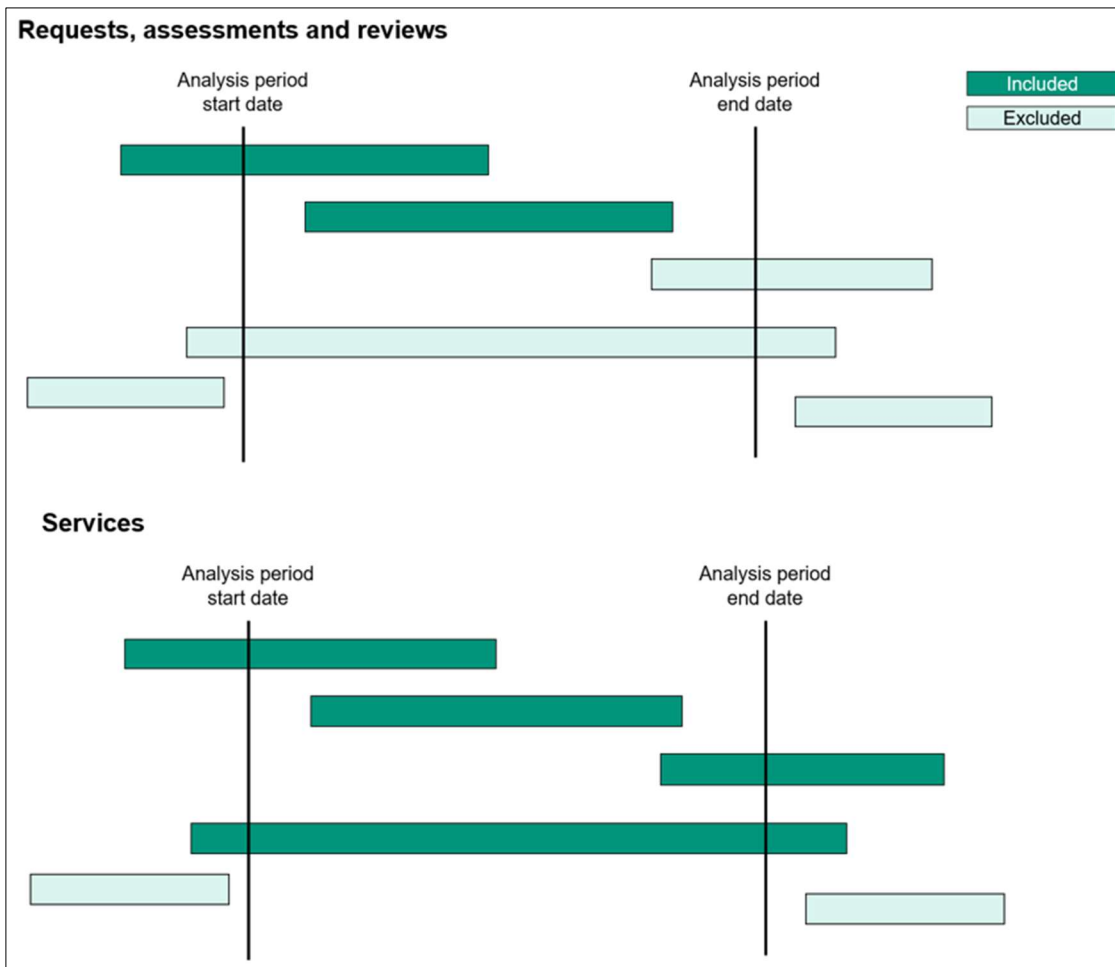 Requests, assessments and reviews
Analysis period
start date
Analysis period
end date
Included
Excluded
Services
Analysis period
start date
Analysis period
end date